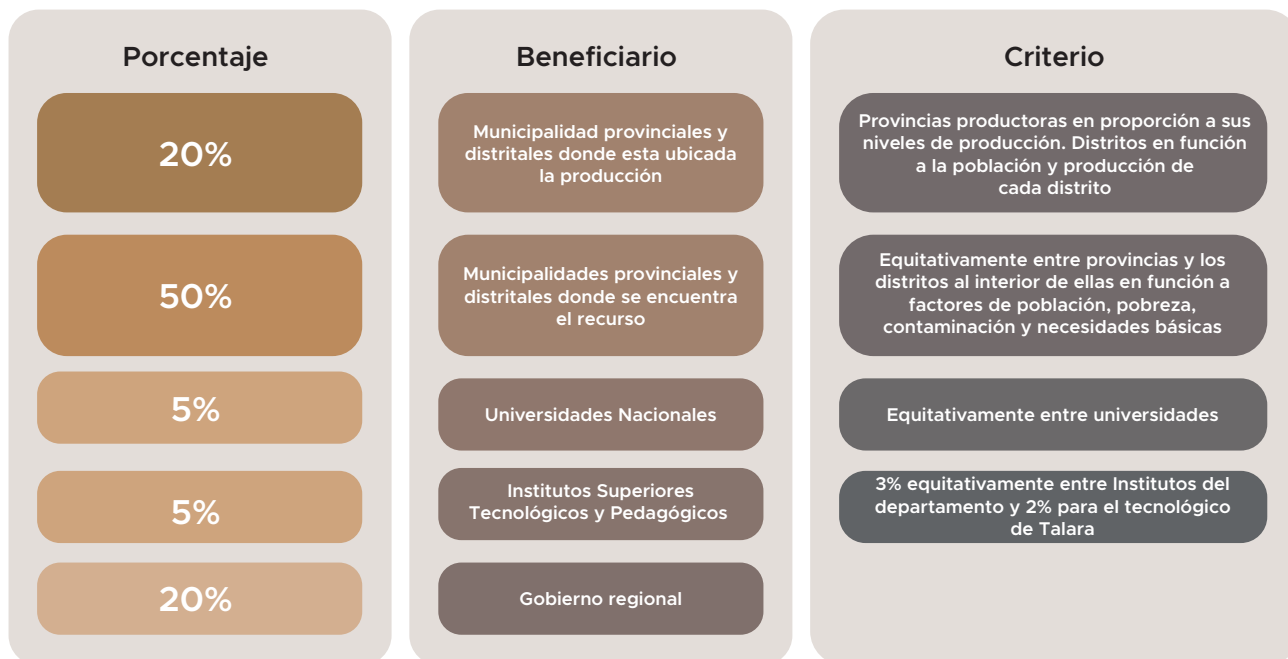 Porcentaje
Beneficiario
Criterio
20%
Municipalidad provinciales y
distritales donde esta ubicada
la producción
Provincias productoras en proporción a sus
niveles de producción. Distritos en función
a la población y producción de
cada distrito
50%
Municipalidades provinciales y
distritales donde se encuentra
el recurso
Equitativamente entre provincias y los
distritos al interior de ellas en función a
factores de población, pobreza,
contaminación y necesidades básicas
5%
Universidades Nacionales
Equitativamente entre universidades
5%
Institutos Superiores
Tecnológicos y Pedagógicos
3% equitativamente entre Institutos del
departamento y 2% para el tecnológico
de Talara
20%
Gobierno regional